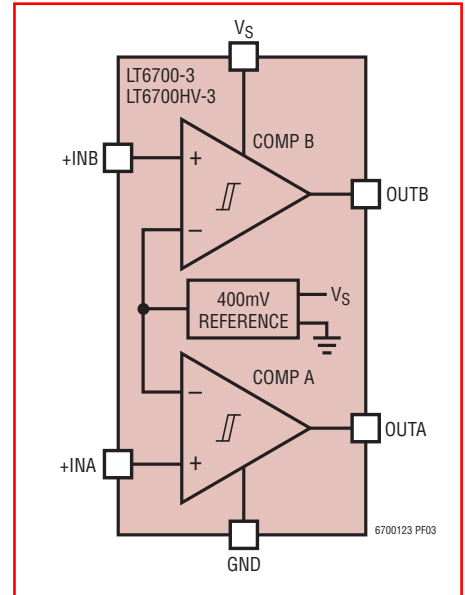 VS
LT6700-3
LT6700HV-3
COMP B
+INB
+
OUTB
–
400mV
REFERENCE
VS
COMP A
–
OUTA
+INA
+
6700123 PF03
GND